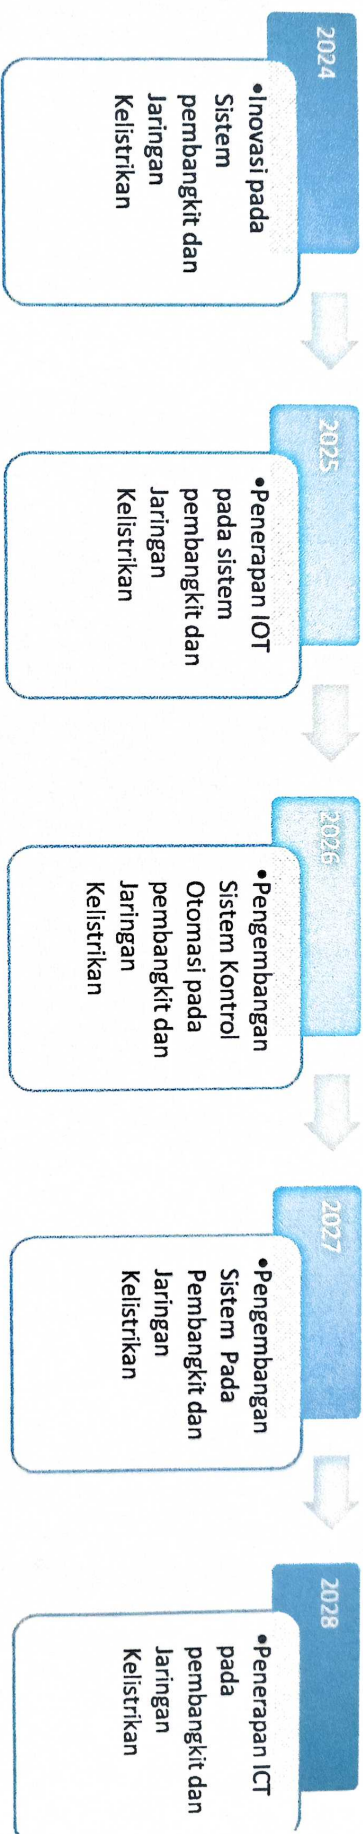 2024
•Inovasi pada
Sistem
pembangkit dan
Jaringan
Kelistrikan
2025
•Penerapan IOT
pada sistem
pembangkit dan
Jaringan
Kelistrikan
2026
•Pengembangan
Sistem Kontrol
Otomasi pada
pembangkit dan
Jaringan
Kelistrikan
2027
•Pengembangan
Sistem Pada
Pembangkit dan
Jaringan
Kelistrikan
2028
•Penerapan ICT
pada
pembangkit dan
Jaringan
Kelistrikan